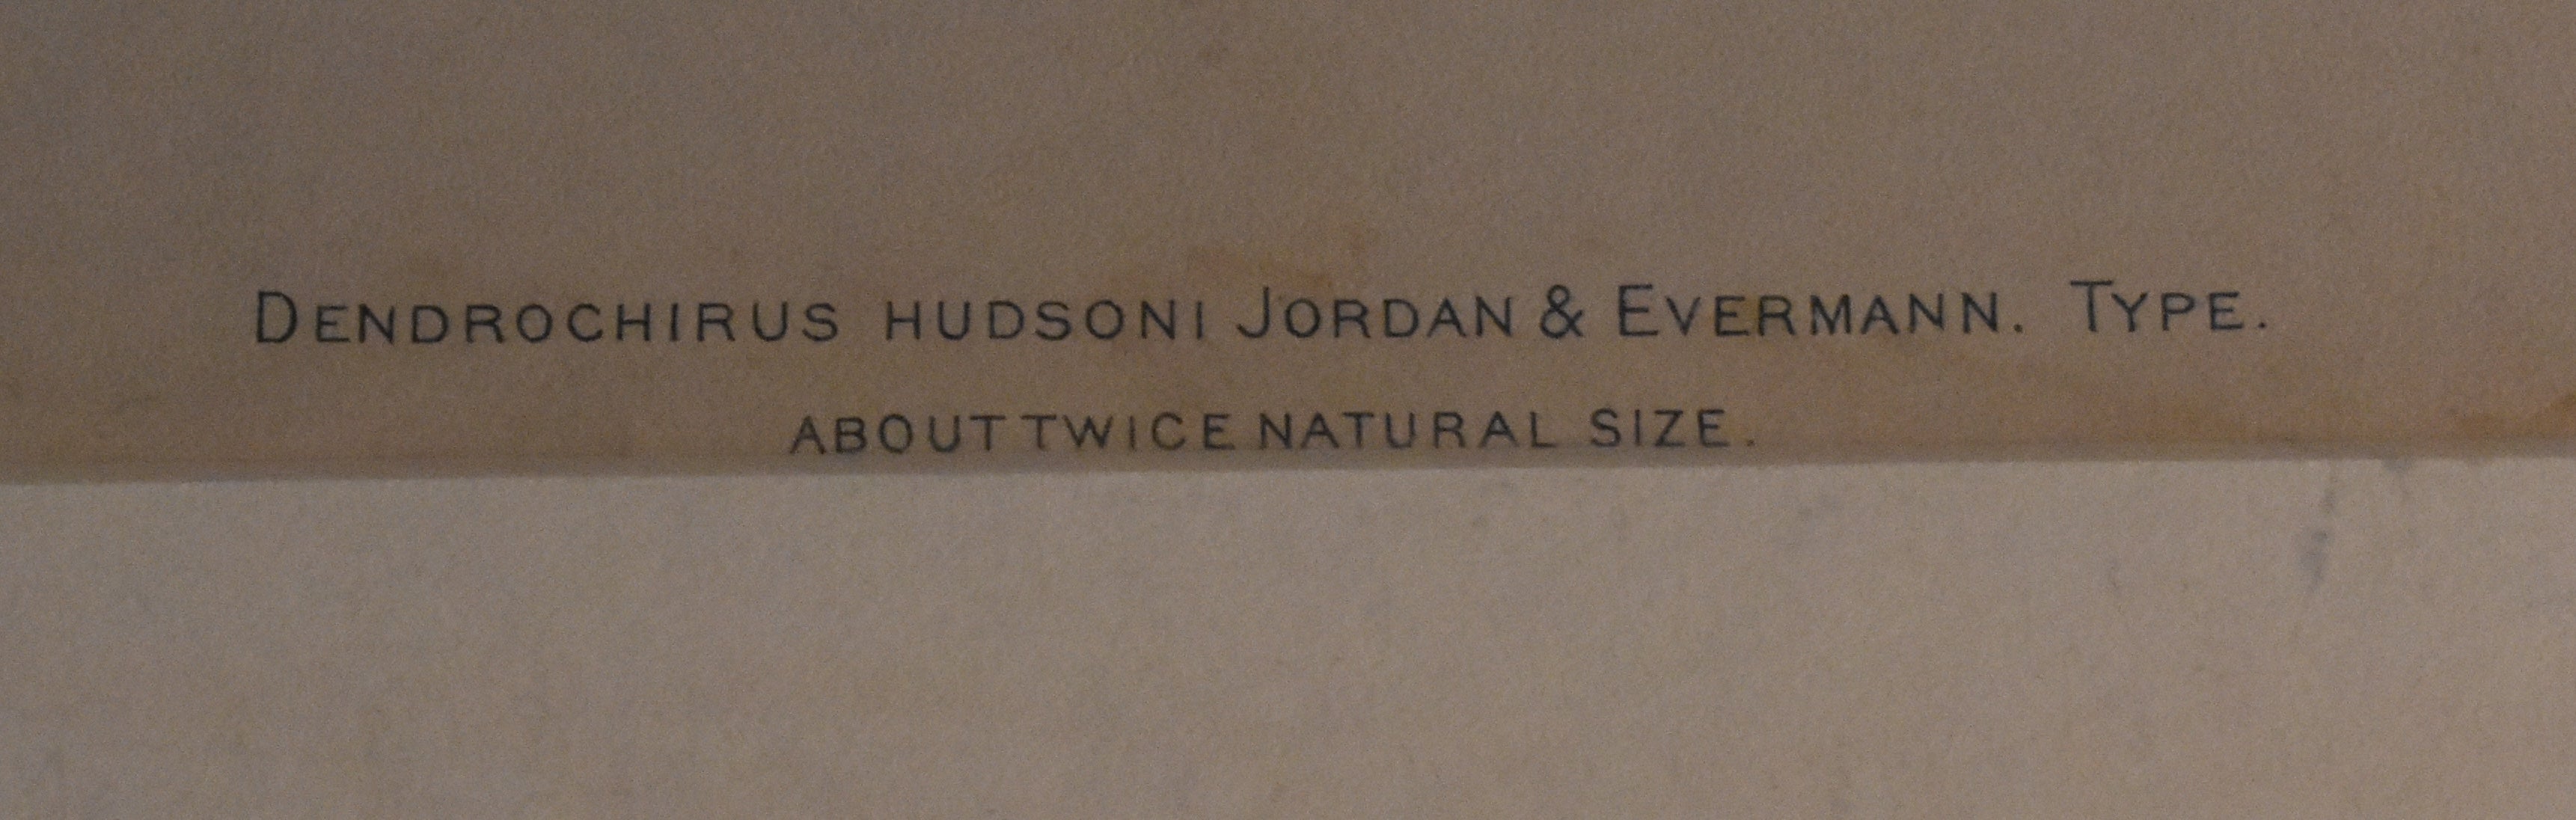 DENDROCHIRUS HUDSONI JORDAN & EVERMANN. TYPE.
ABOUT TWICE NATURAL SIZE.